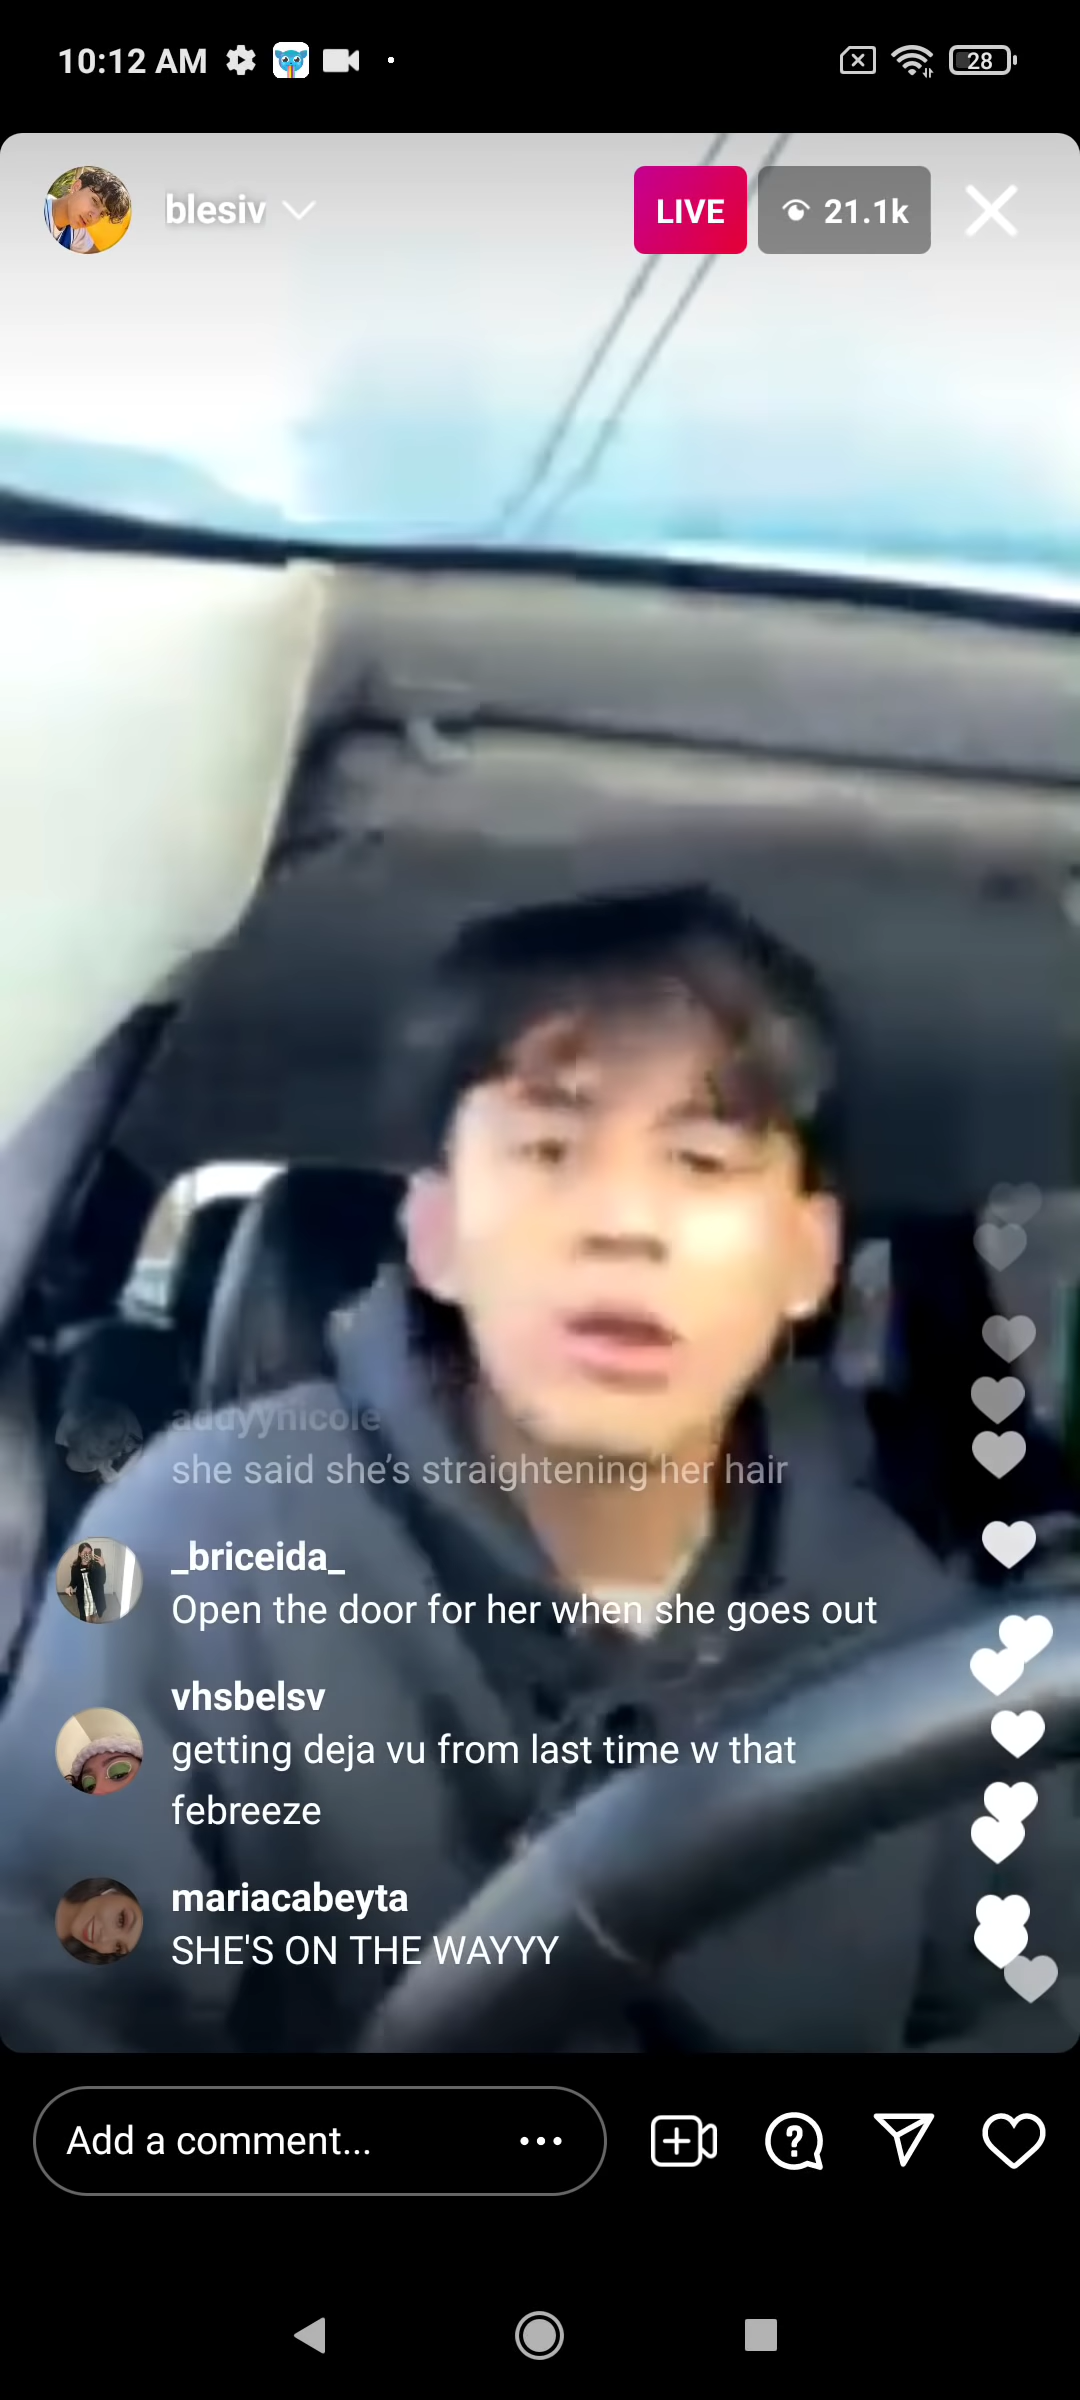 10:12 AM
28
blesiv
LIVE
21.1k
addyynicole
she said she’s straightening her hair
_briceida_
Open the door for her when she goes out
vhsbelsv
getting deja vu from last time w that
febreeze
mariacabeyta
SHE'S ON THE WAYYY
Add a comment...